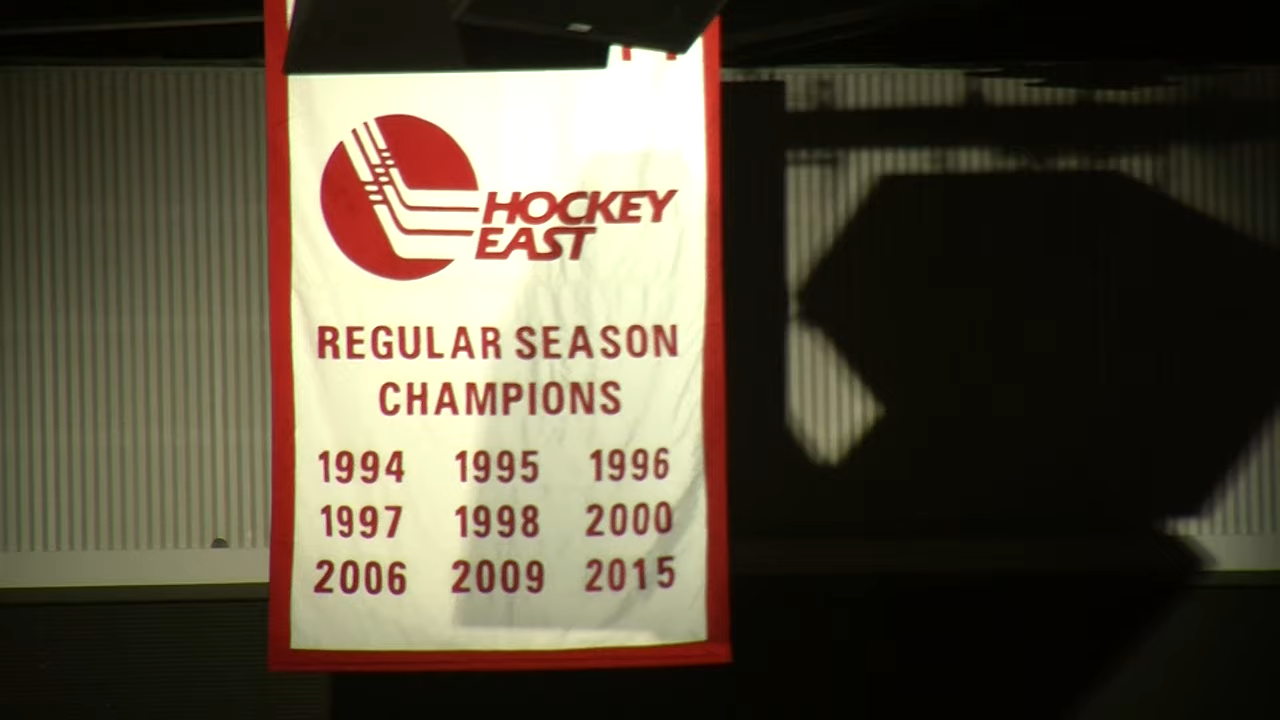 HOCKEY
EAST
REGULAR SEASON
CHAMPIONS
1994 1995 1996
1997 1998 2000
2006 2009 2015